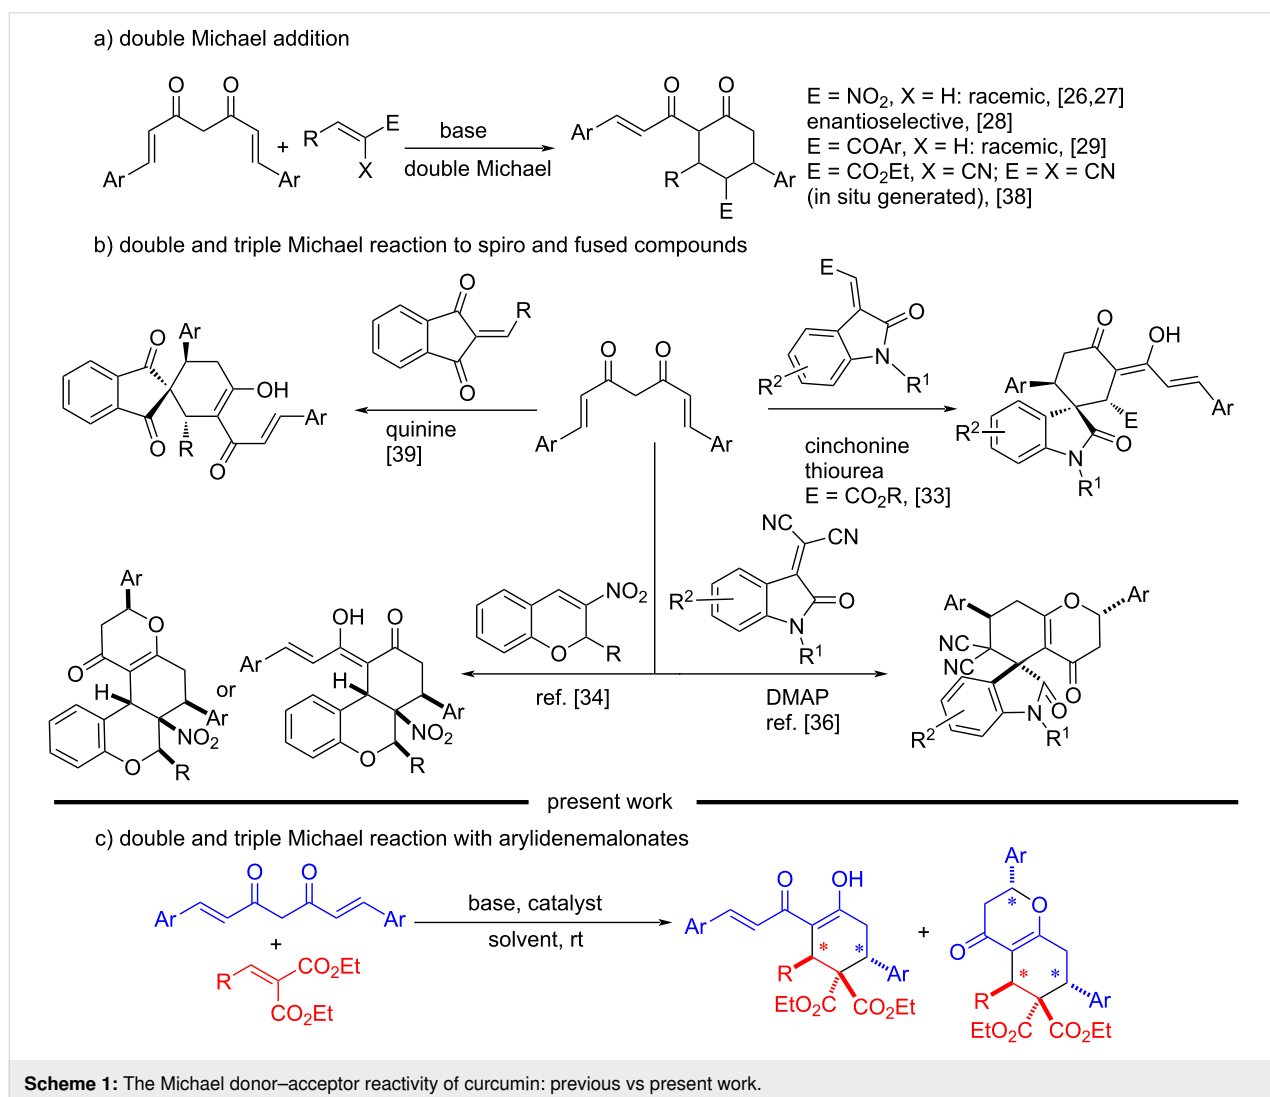 a) double Michael addition
O O
Ar Ar
+
R E
X
base
double Michael
O O
Ar
R Ar
E
E = NO2, X = H: racemic, [26,27]
enantioselective, [28]
E = COAr, X = H: racemic, [29]
E = CO2Et, X = CN; E = X = CN
(in situ generated), [38]
b) double and triple Michael reaction to spiro and fused compounds
O Ar
OH
O R
O
Ar
O
R
O
quinine
[39]
O O
Ar Ar
E
O
N
R2 R1
cinchonine
thiourea
E = CO2R, [33]
O OH
Ar
Ar
E
R2
O
N
R1
Ar
O
O
H
Ar
NO2
O R
or
OH O
Ar
H
Ar
NO2
O R
NO2
O R
ref. [34]
NC
CN
R2
O
N
R1
DMAP
ref. [36]
Ar O Ar
NC
NC
O
O
N
R2 R1
present work
c) double and triple Michael reaction with arylidenemalonates
O O
Ar Ar
+
R CO2Et
CO2Et
base, catalyst
solvent, rt
O OH
Ar
* *
R Ar
EtO2C CO2Et
+
Ar
* O
O
* *
R Ar
EtO2C CO2Et
Scheme 1: The Michael donor–acceptor reactivity of curcumin: previous vs present work.